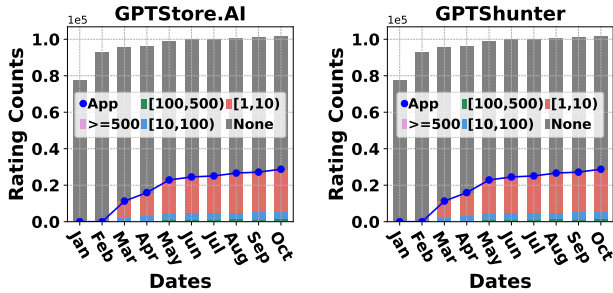 GPTStore.AI
1e5
Rating Counts
1.0
0.8
0.6
0.4
0.2
0.0
App
[100,500)
[1,10)
>=500
[10,100)
None
Jan
Feb
Mar
Apr
May
Jun
Jul
Aug
Sep
Oct
Dates
GPTShunter
1e5
Rating Counts
1.0
0.8
0.6
0.4
0.2
0.0
App
[100,500)
[1,10)
>=500
[10,100)
None
Jan
Feb
Mar
Apr
May
Jun
Jul
Aug
Sep
Oct
Dates